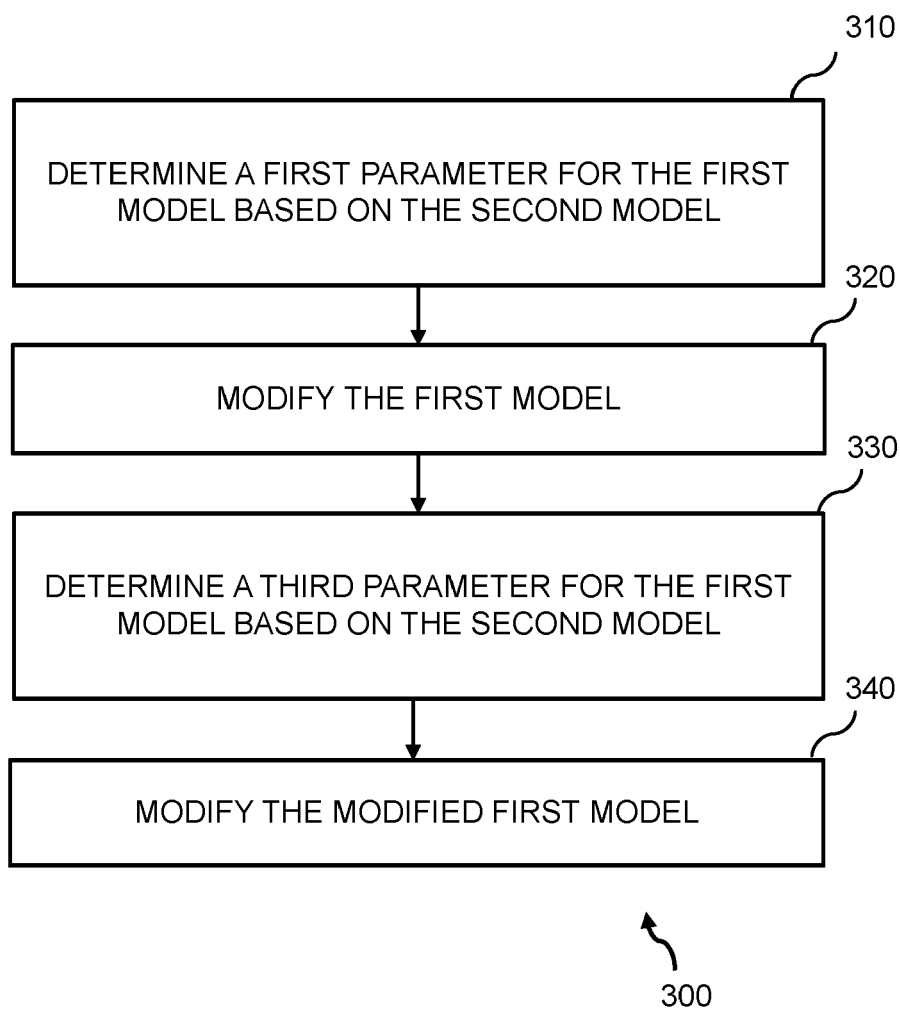 310
DETERMINE A FIRST PARAMETER FOR THE FIRST
MODEL BASED ON THE SECOND MODEL
320
MODIFY THE FIRST MODEL
330
DETERMINE A THIRD PARAMETER FOR THE FIRST
MODEL BASED ON THE SECOND MODEL
340
MODIFY THE MODIFIED FIRST MODEL
300